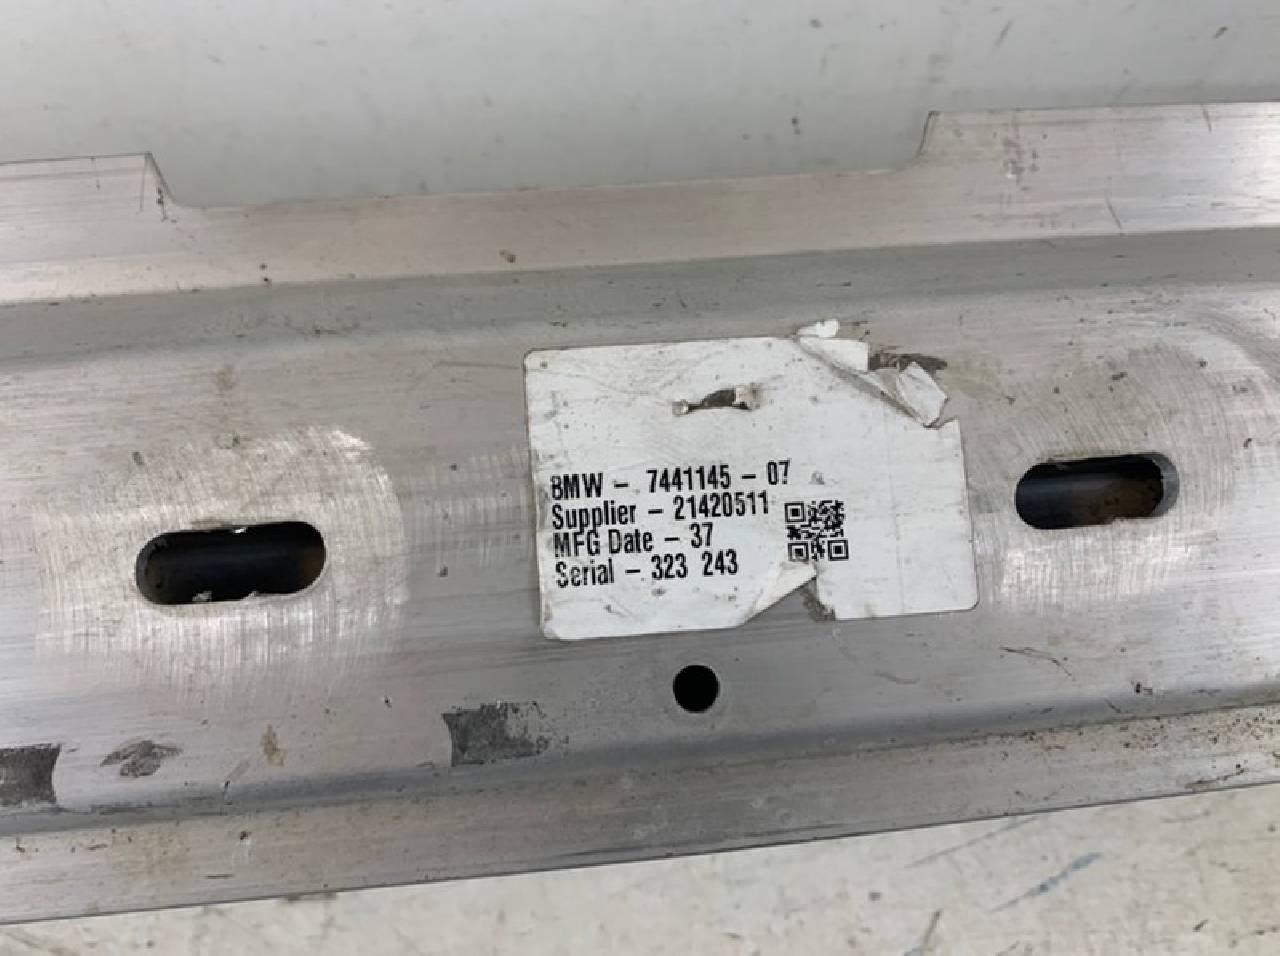 BMW - 7441145 - 07
Supplier - 21420511
MFG Date - 37
Serial - 323 243